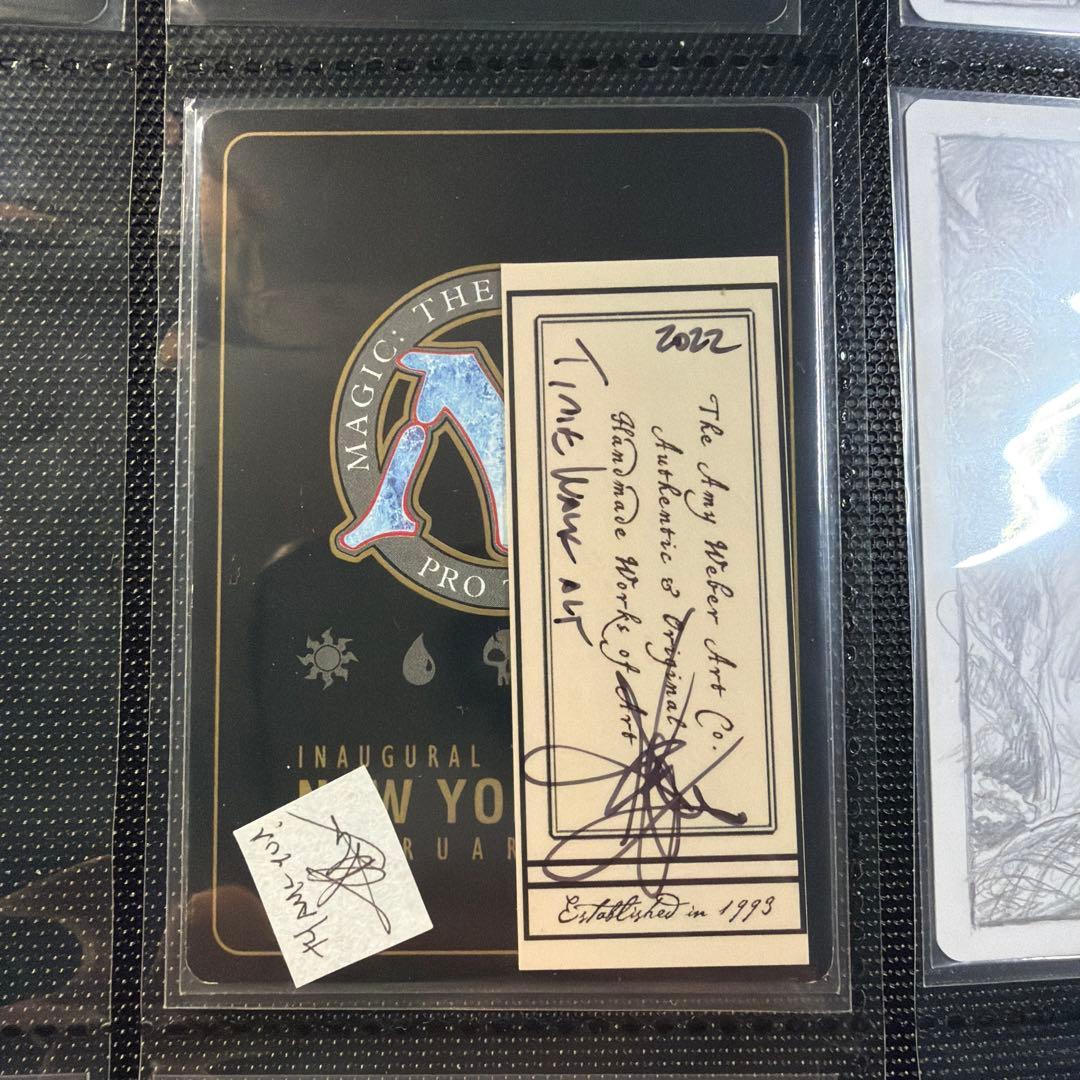 MAGIC: THE
PRO T
INAUGURAL
NEW YO
RUAR
2022
The Amy Weber Art Co.
Authentic & Original
Handmade Works of Art
TIME WALK ALT
Established in 1993